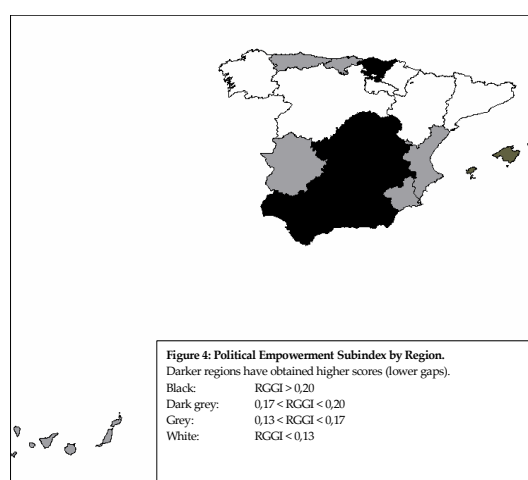 Figure 4: Political Empowerment Subindex by Region.
Darker regions have obtained higher scores (lower gaps).
Black: RGGI > 0,20
Dark grey: 0,17 < RGGI < 0,20
Grey: 0,13 < RGGI < 0,17
White: RGGI < 0,13